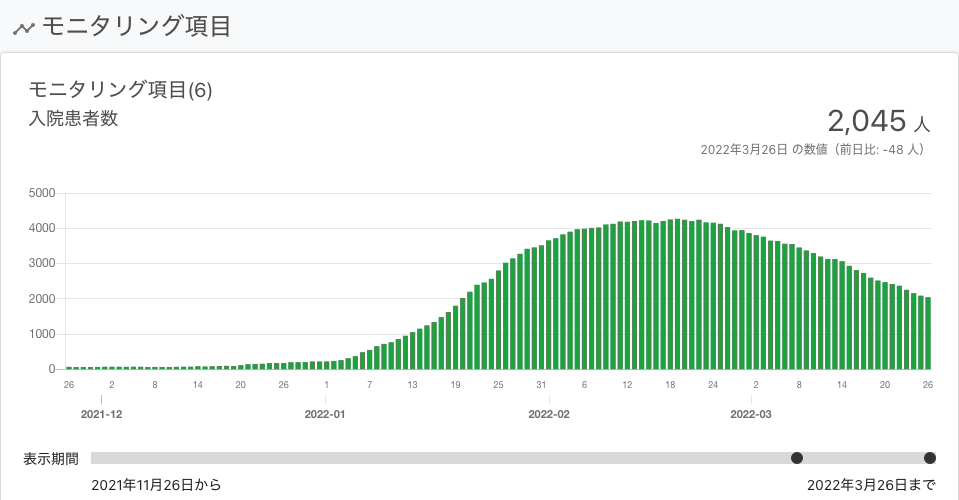 モニタリング項目
モニタリング項目(6)
入院患者数
2,045 人
2022年3月26日 の数値（前日比: -48 人）
5000
4000
3000
2000
1000
0
26 2 8 14 20 26 1 7 13 19 25 31 6 12 18 24 2 8 14 20 26
2021-12 2022-01 2022-02 2022-03
表示期間
2021年11月26日から 2022年3月26日まで